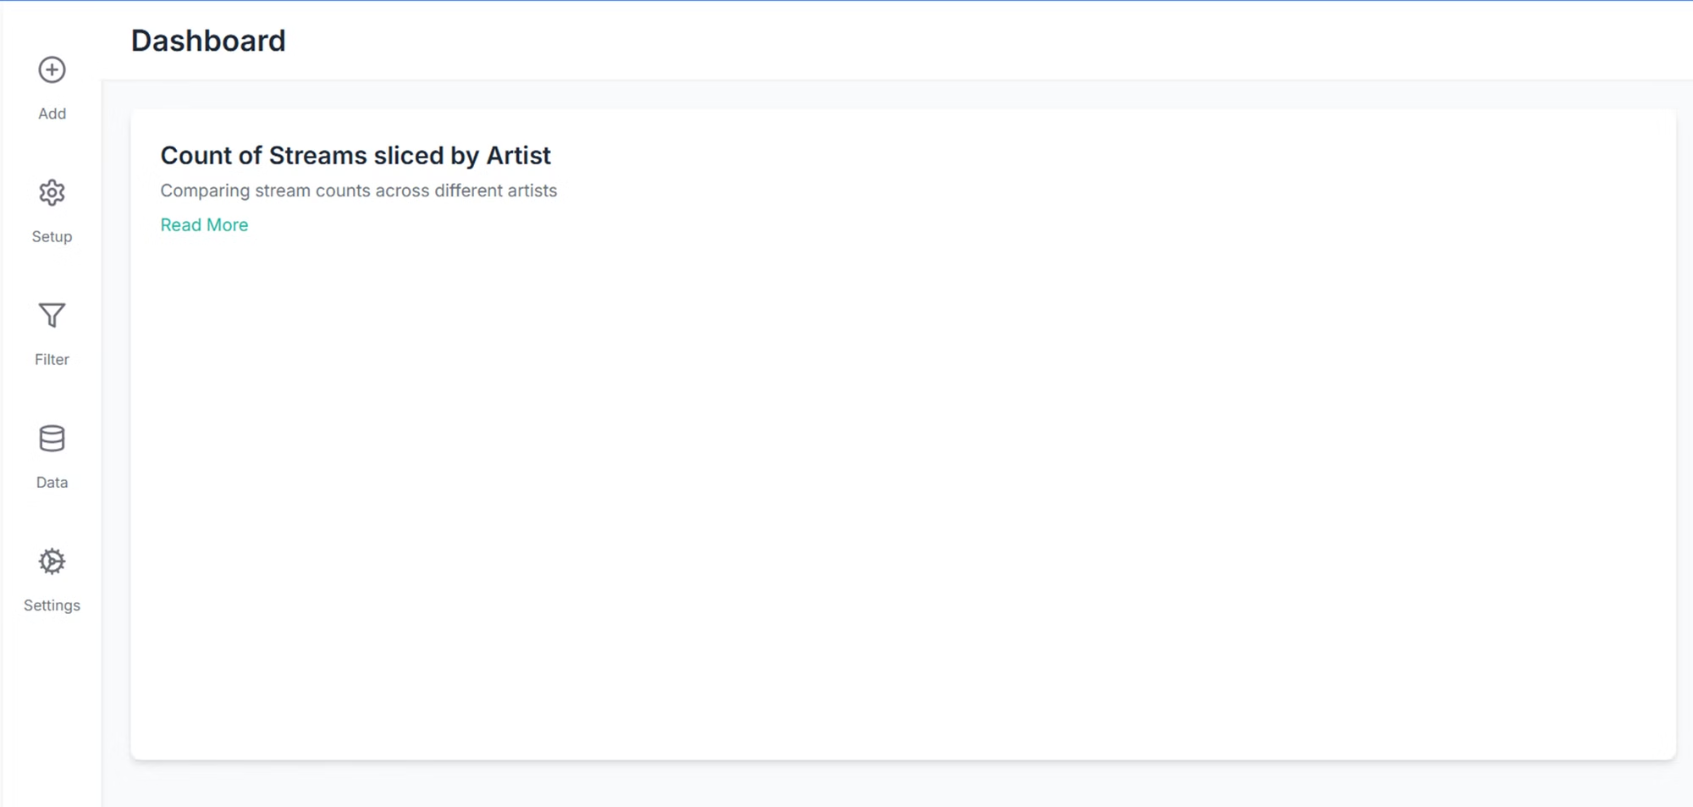 Dashboard
Add
Setup
Filter
Data
Settings
Count of Streams sliced by Artist
Comparing stream counts across different artists
Read More